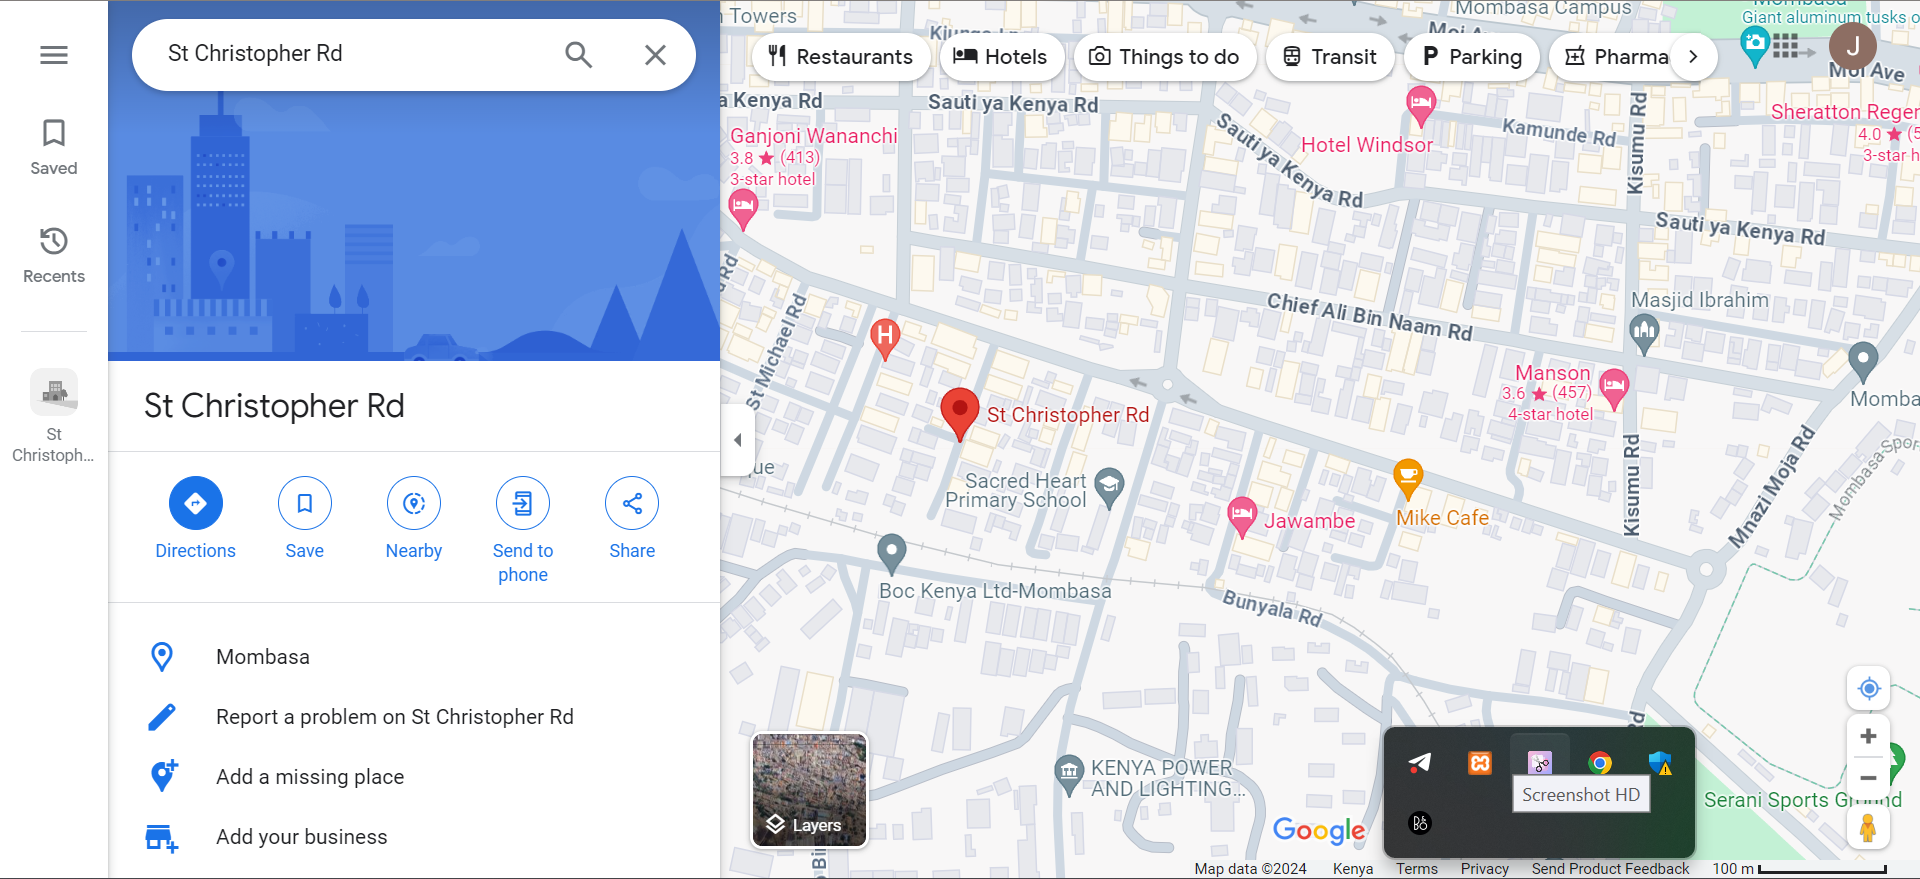 St Christopher Rd
Saved
Recents
St
Christoph...
St Christopher Rd
Directions
Save
Nearby
Send to
phone
Share
Mombasa
Report a problem on St Christopher Rd
Add a missing place
Add your business
Restaurants
Hotels
Things to do
Transit
Parking
Pharma
J
Towers
Mombasa Campus
Mombasa
Giant aluminum tusks o
Moi Ave
a Kenya Rd
Sauti ya Kenya Rd
Sauti ya Kenya Rd
Sauti ya Kenya Rd
Ganjoni Wananchi
3.8 ★ (413)
3-star hotel
Hotel Windsor
Kamunde Rd
Kisumu Rd
Sheratton Reger
4.0 ★ (5
3-star h
Chief Ali Bin Naam Rd
Masjid Ibrahim
St Michael Rd
Rd
H
St Christopher Rd
Manson
3.6 ★ (457)
4-star hotel
Momba
ue
Sacred Heart
Primary School
Jawambe
Mike Cafe
Kisumu Rd
Mnazi Moja Rd
Mombasa Spor
Boc Kenya Ltd-Mombasa
Bunyala Rd
KENYA POWER
AND LIGHTING...
Rd
Serani Sports Ground
Layers
Screenshot HD
Google
Map data ©2024
Kenya
Terms
Privacy
Send Product Feedback
100 m